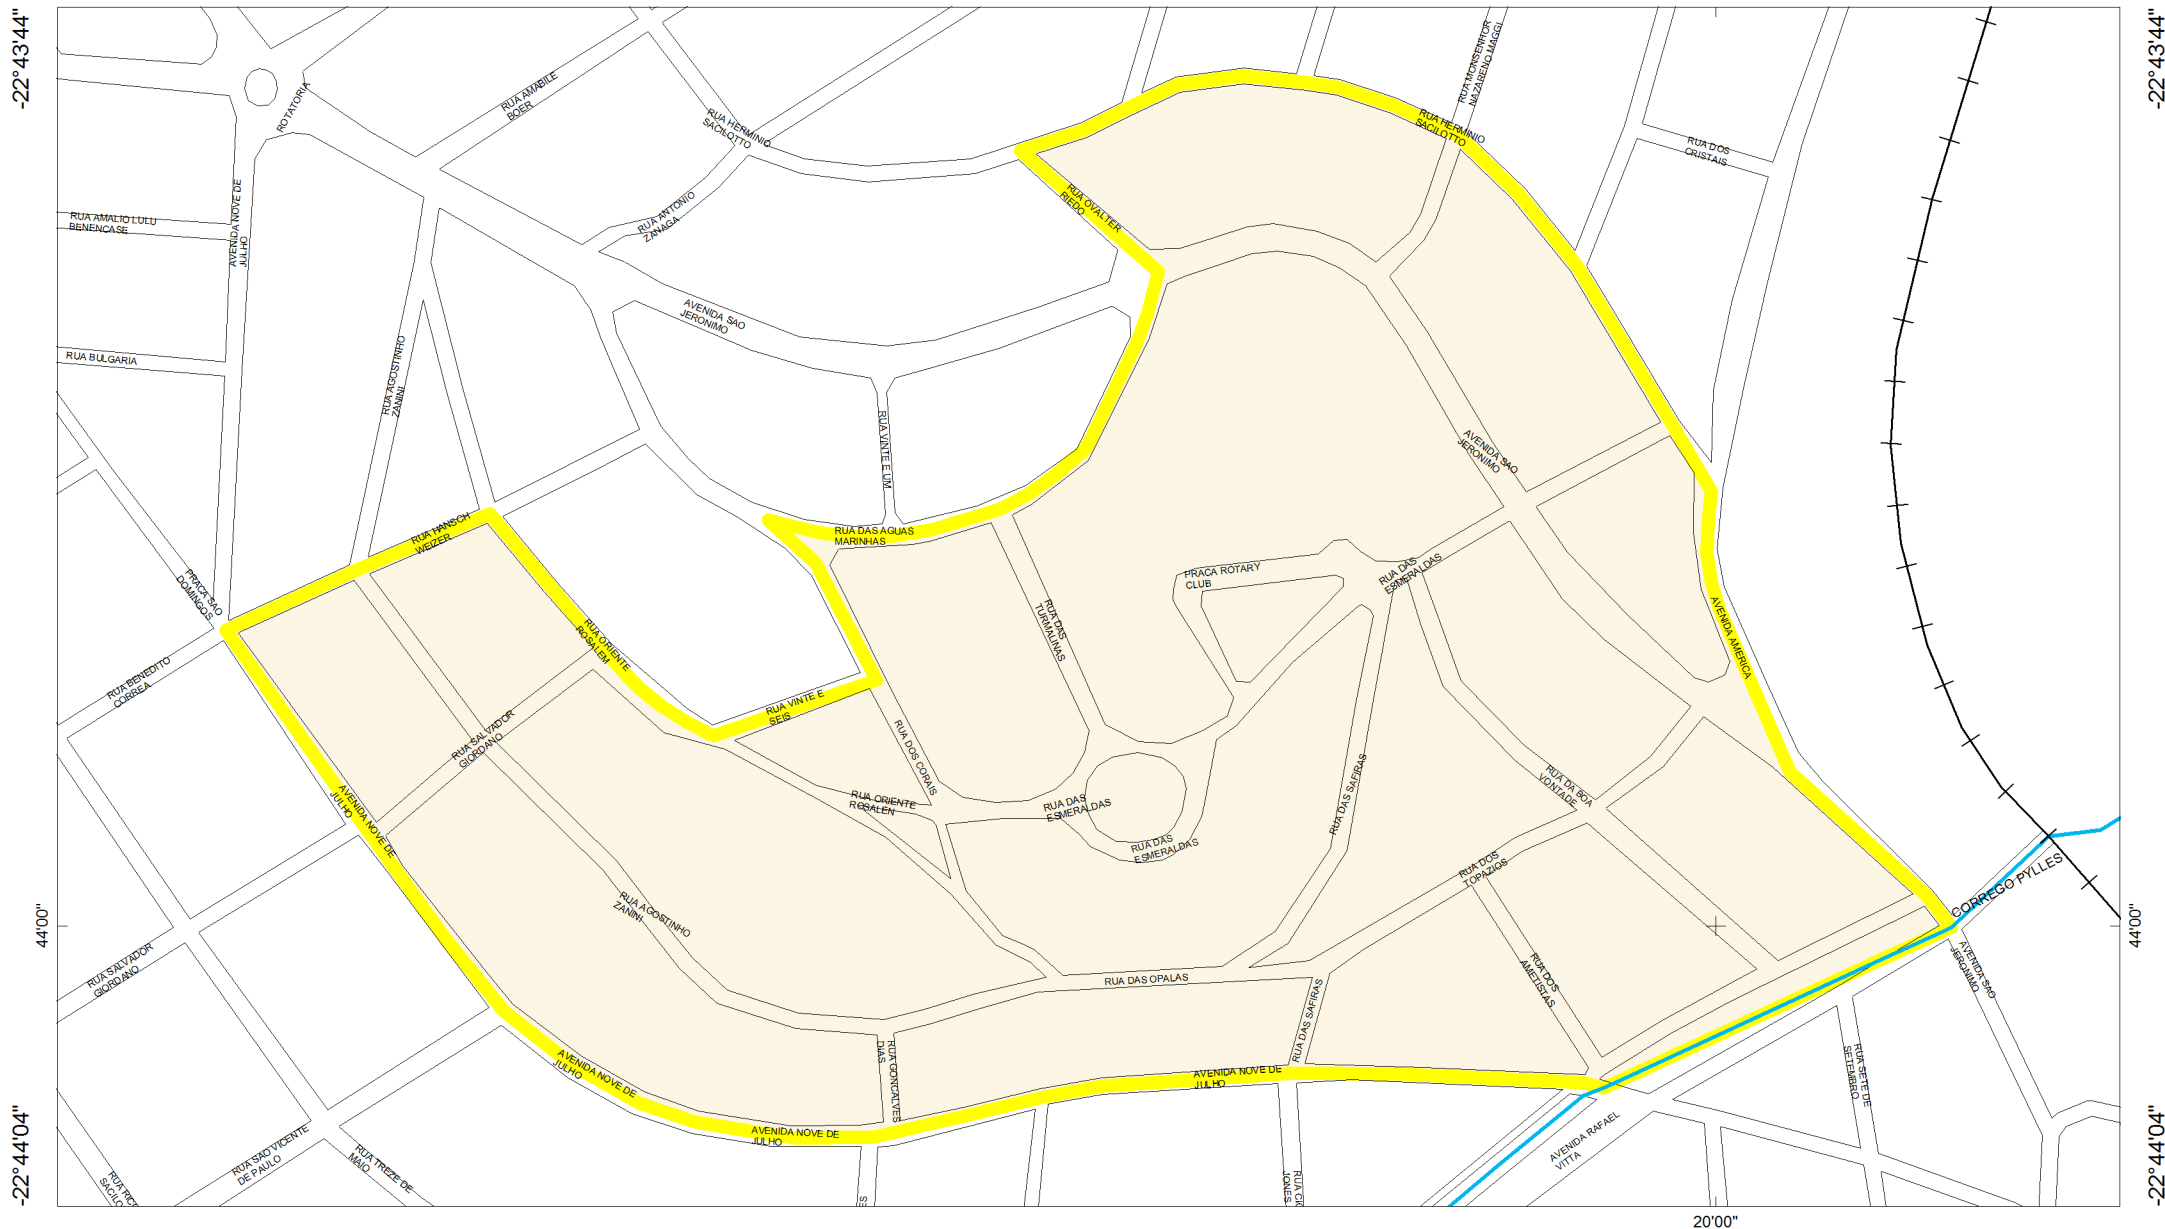 -22°43'44"
-22°43'44"
RUA MONSENHOR
NAZARENO MAGGI
RUA AMABILE
BOER
ROTATORIA
RUA HERMINIO
SACILOTTO
RUA HERMINIO
SACILOTTO
RUA DOS
CRISTAIS
AVENIDA NOVE DE
JULHO
RUA AMALIO LULU
BENENCASE
RUA ANTONIO
ZANAGA
RUA OVALTER
RIEDO
AVENIDA SAO
JERONIMO
RUA BULGARIA
RUA AGOSTINHO
ZANINI
RUA VINTE E UM
AVENIDA SAO
JERONIMO
RUA HANSCH
WEIZER
RUA DAS AGUAS
MARINHAS
PRACA SAO
DOMINGOS
PRACA ROTARY
CLUB
RUA DAS
ESMERALDAS
RUA DAS
TURMALINAS
AVENIDA AMERICA
RUA ORIENTE
ROSALEM
RUA BENEDITO
CORREA
RUA VINTE E
SEIS
RUA SALVADOR
GIORDANO
RUA DOS CORAIS
RUA DAS SAFIRAS
RUA DA BOA
VONTADE
AVENIDA NOVE DE
JULHO
RUA ORIENTE
ROSALEN
RUA DAS
ESMERALDAS
RUA DAS
ESMERALDAS
RUA DOS
TOPAZIOS
CORREGO PYLLES
RUA AGOSTINHO
ZANINI
44'00"
44'00"
RUA SALVADOR
GIORDANO
RUA DAS OPALAS
RUA DOS
AMETISTAS
AVENIDA SAO
JERONIMO
RUA DAS SAFIRAS
RUA GONCALVES
DIAS
AVENIDA NOVE DE
JULHO
AVENIDA NOVE DE
JULHO
RUA SETE DE
SETEMBRO
AVENIDA NOVE DE
JULHO
AVENIDA RAFAEL
VITTA
RUA SAO VICENTE
DE PAULO
RUA TREZE DE
MAIO
-22°44'04"
-22°44'04"
RUA RIC
SACILO
ES
RUA CI
JONES
20'00"